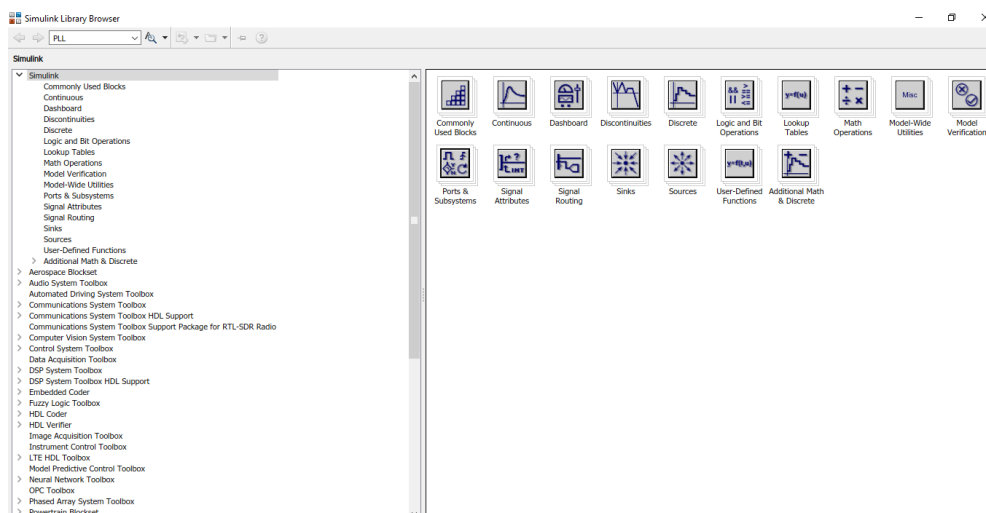 Simulink Library Browser
PLL
Simulink
Simulink
Commonly Used Blocks
Continuous
Dashboard
Discontinuities
Discrete
Logic and Bit Operations
Lookup Tables
Math Operations
Model Verification
Model-Wide Utilities
Ports & Subsystems
Signal Attributes
Signal Routing
Sinks
Sources
User-Defined Functions
Additional Math & Discrete
Aerospace Blockset
Audio System Toolbox
Automated Driving System Toolbox
Communications System Toolbox
Communications System Toolbox HDL Support
Communications System Toolbox Support Package for RTL-SDR Radio
Computer Vision System Toolbox
Control System Toolbox
Data Acquisition Toolbox
DSP System Toolbox
DSP System Toolbox HDL Support
Embedded Coder
Fuzzy Logic Toolbox
HDL Coder
HDL Verifier
Image Acquisition Toolbox
Instrument Control Toolbox
LTE HDL Toolbox
Model Predictive Control Toolbox
Neural Network Toolbox
OPC Toolbox
Phased Array System Toolbox
Powertrain Blockset
y=f(u)
Misc
Commonly Used Blocks
Continuous
Dashboard
Discontinuities
Discrete
Logic and Bit Operations
Lookup Tables
Math Operations
Model-Wide Utilities
Model Verification
y=f(t,u)
Ports & Subsystems
Signal Attributes
Signal Routing
Sinks
Sources
User-Defined Functions
Additional Math & Discrete